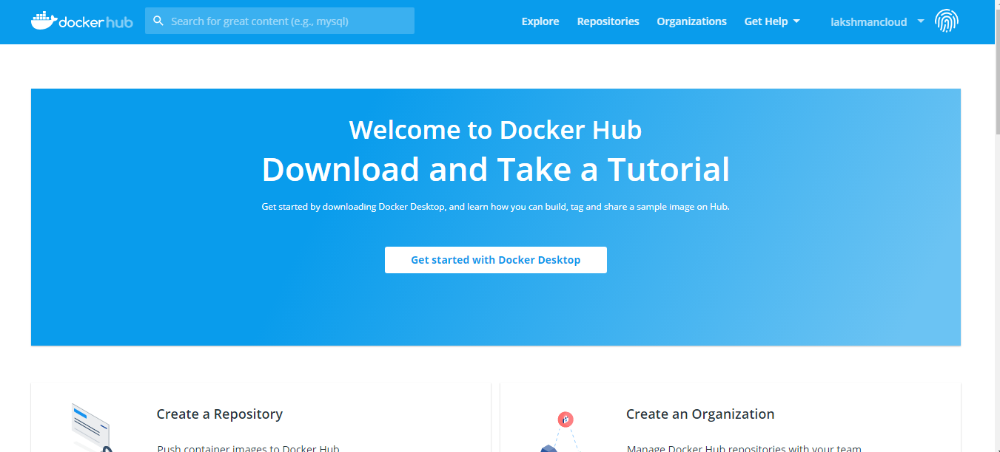 dockerhub Search for great content (e.g., mysql) Explore Repositories Organizations Get Help lakshmancloud
Welcome to Docker Hub
Download and Take a Tutorial
Get started by downloading Docker Desktop, and learn how you can build, tag and share a sample image on Hub.
Get started with Docker Desktop
Create a Repository
Push container images to Docker Hub
Create an Organization
Manage Docker Hub repositories with your team